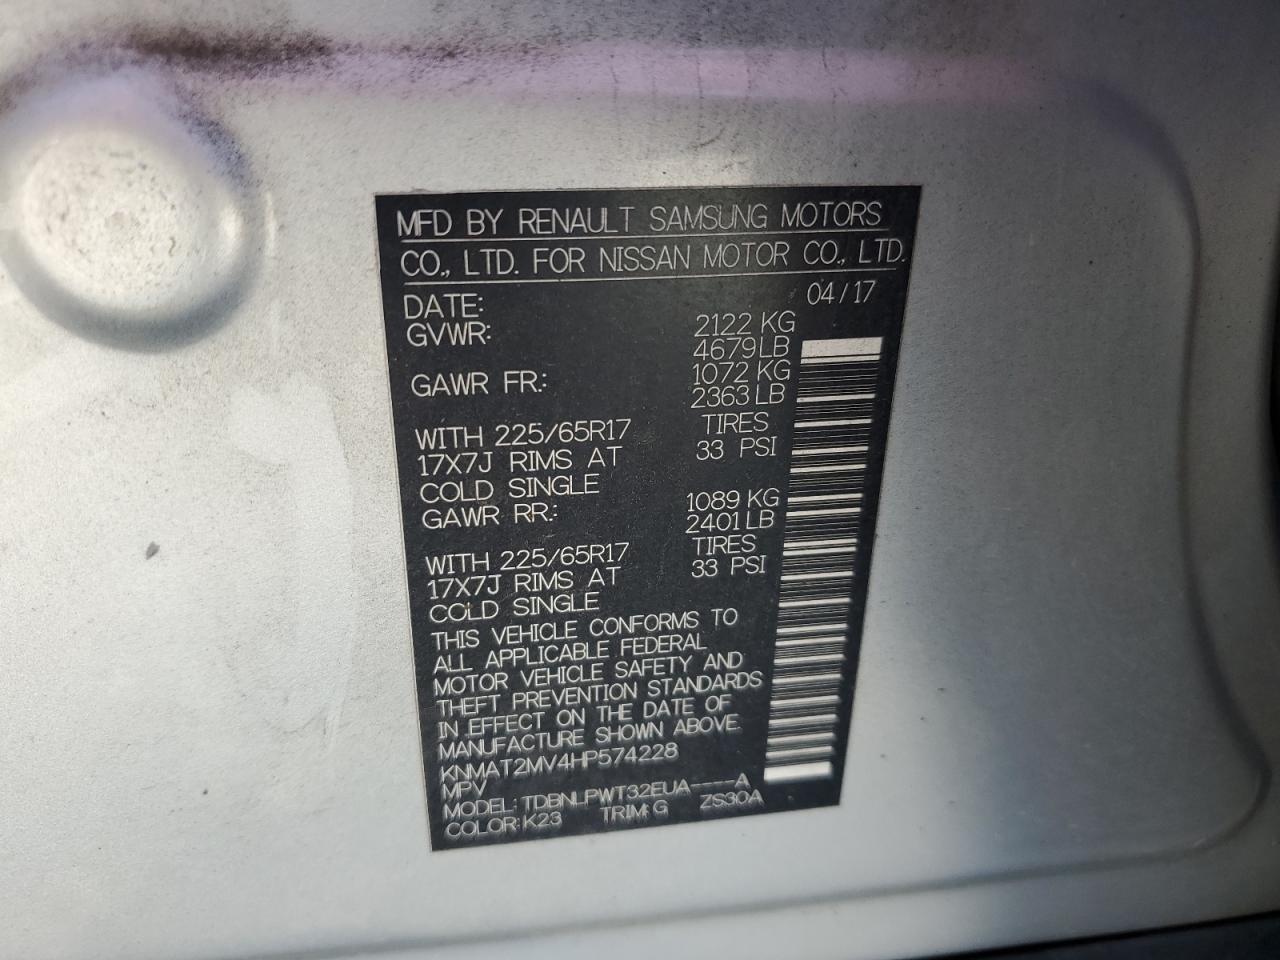 MFD BY RENAULT SAMSUNG MOTORS
CO., LTD. FOR NISSAN MOTOR CO., LTD.
DATE: 04/17
GVWR: 2122 KG
4679 LB
GAWR FR.: 1072 KG
2363 LB
WITH 225/65R17 TIRES
17X7J RIMS AT 33 PSI
COLD SINGLE
GAWR RR.: 1089 KG
2401 LB
WITH 225/65R17 TIRES
17X7J RIMS AT 33 PSI
COLD SINGLE
THIS VEHICLE CONFORMS TO
ALL APPLICABLE FEDERAL
MOTOR VEHICLE SAFETY AND
THEFT PREVENTION STANDARDS
IN EFFECT ON THE DATE OF
MANUFACTURE SHOWN ABOVE.
KNMAT2MV4HP574228
MPV
MODEL: TDBNLPWT32EUA----A
COLOR: K23 TRIM: G ZS30A